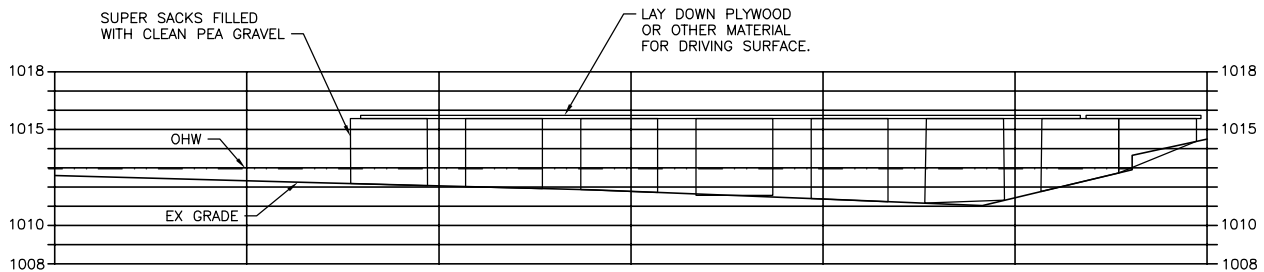 SUPER SACKS FILLED
WITH CLEAN PEA GRAVEL
LAY DOWN PLYWOOD
OR OTHER MATERIAL
FOR DRIVING SURFACE.
1018
1018
1015
1015
OHW
EX GRADE
1010
1010
1008
1008